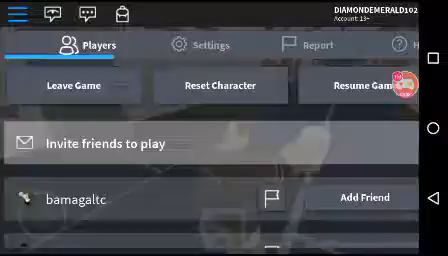 DIAMONDEMERALD102
Account: 13+
Players
Settings
Report
H
Leave Game
Reset Character
Resume Gam
Invite friends to play
bamagaltc
Add Friend